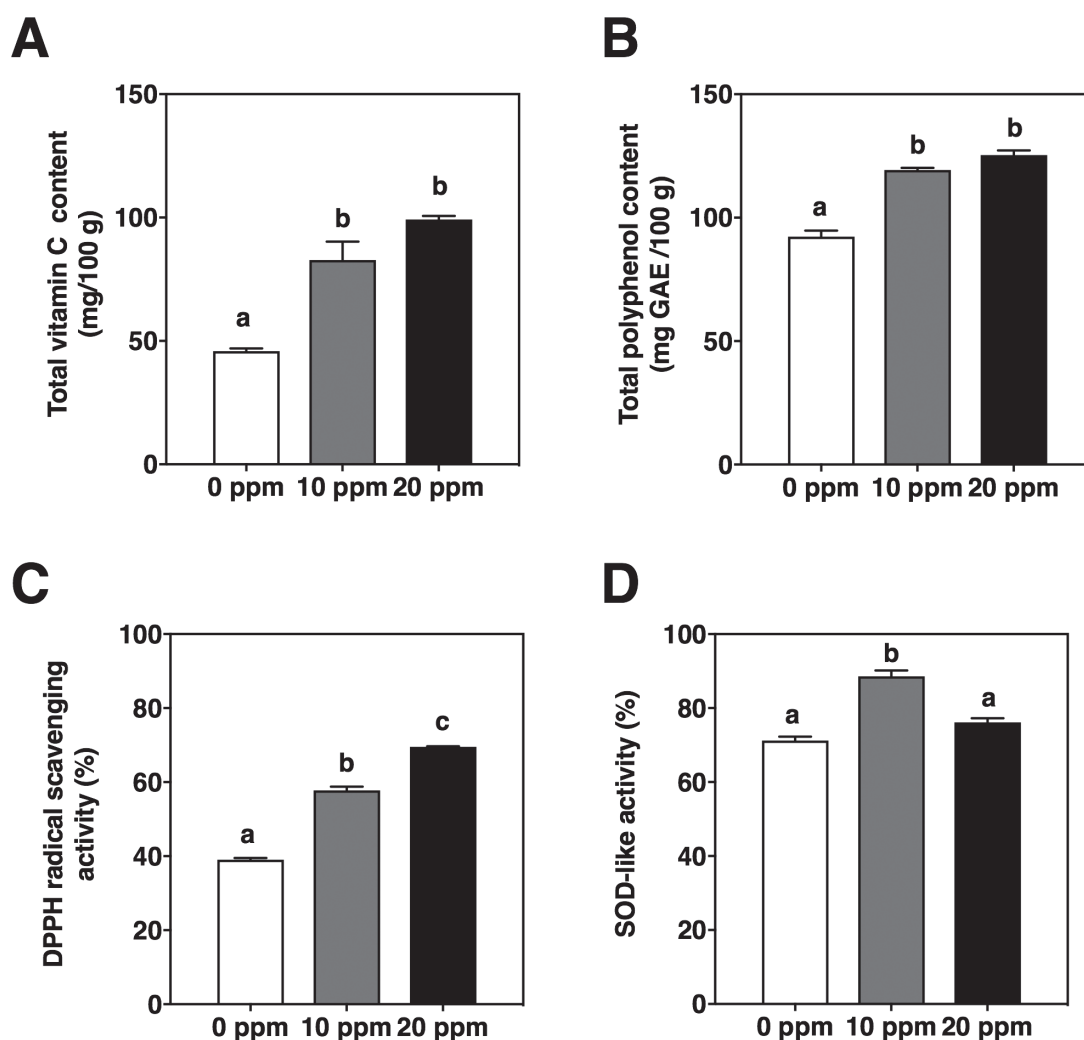 A
Total vitamin C content
(mg/100 g)
150
100
50
0
a
b
b
0 ppm 10 ppm 20 ppm
B
Total polyphenol content
(mg GAE /100 g)
150
100
50
0
a
b
b
0 ppm 10 ppm 20 ppm
C
DPPH radical scavenging
activity (%)
100
80
60
40
20
0
a
b
c
0 ppm 10 ppm 20 ppm
D
SOD-like activity (%)
100
80
60
40
20
0
a
b
a
0 ppm 10 ppm 20 ppm